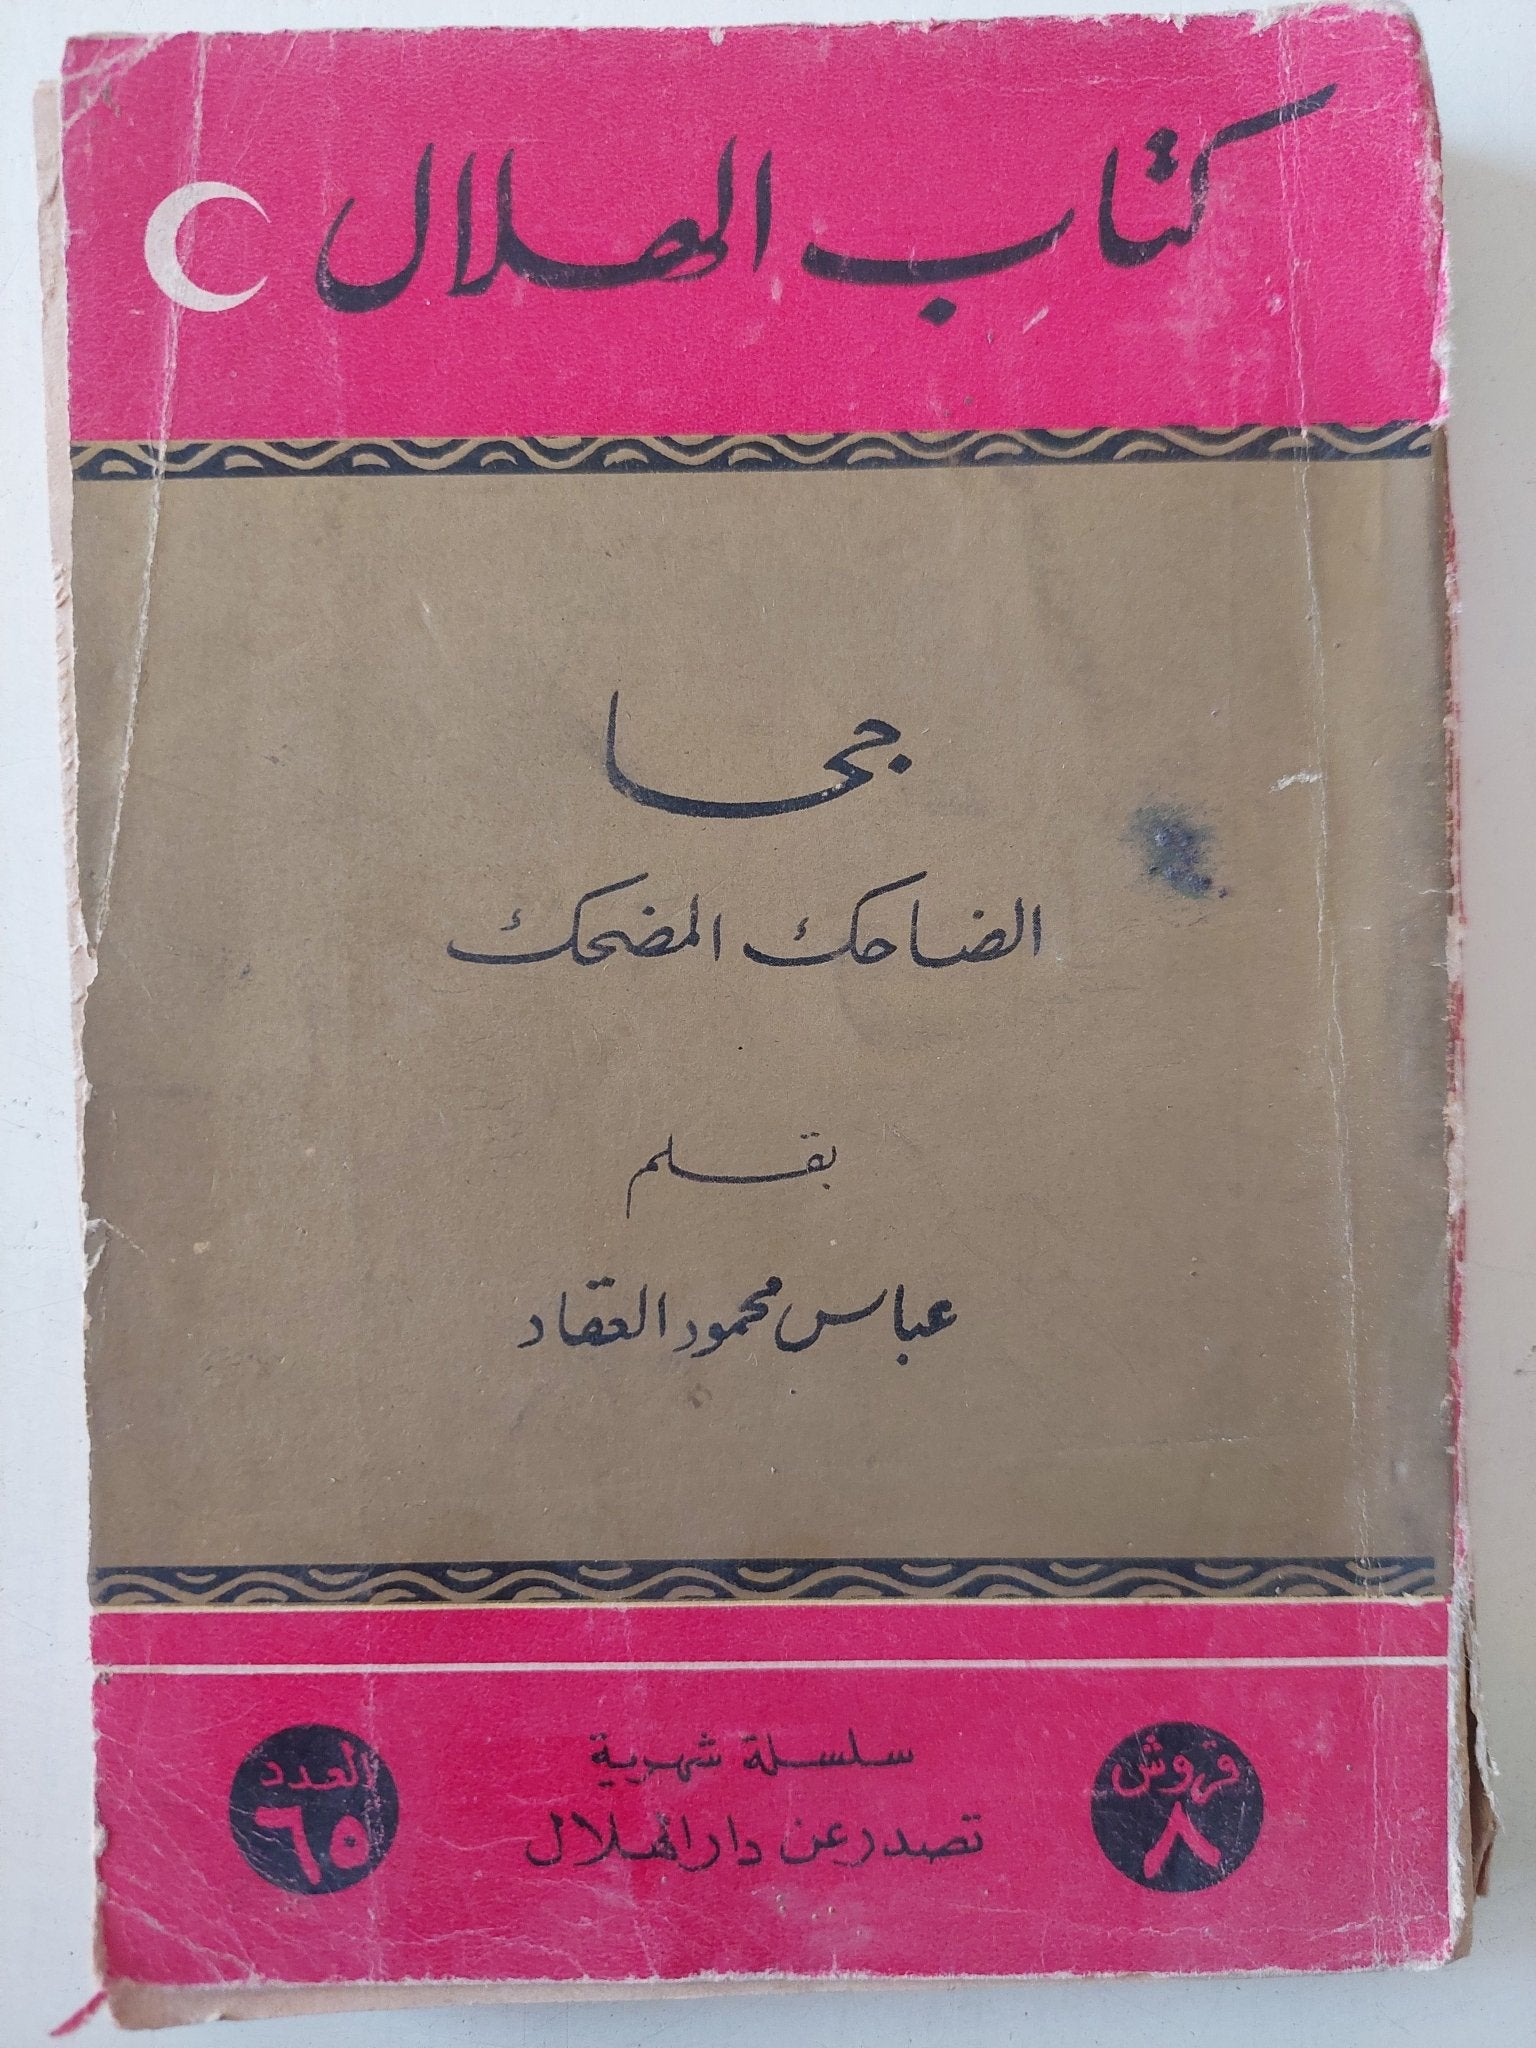 كتاب الهلال
جحا
الضاحك المضحك
بقلم
عباس محمود العقاد
قروش
٨
سلسلة شهرية
تصدر عن دار الهلال
العدد
٦٥